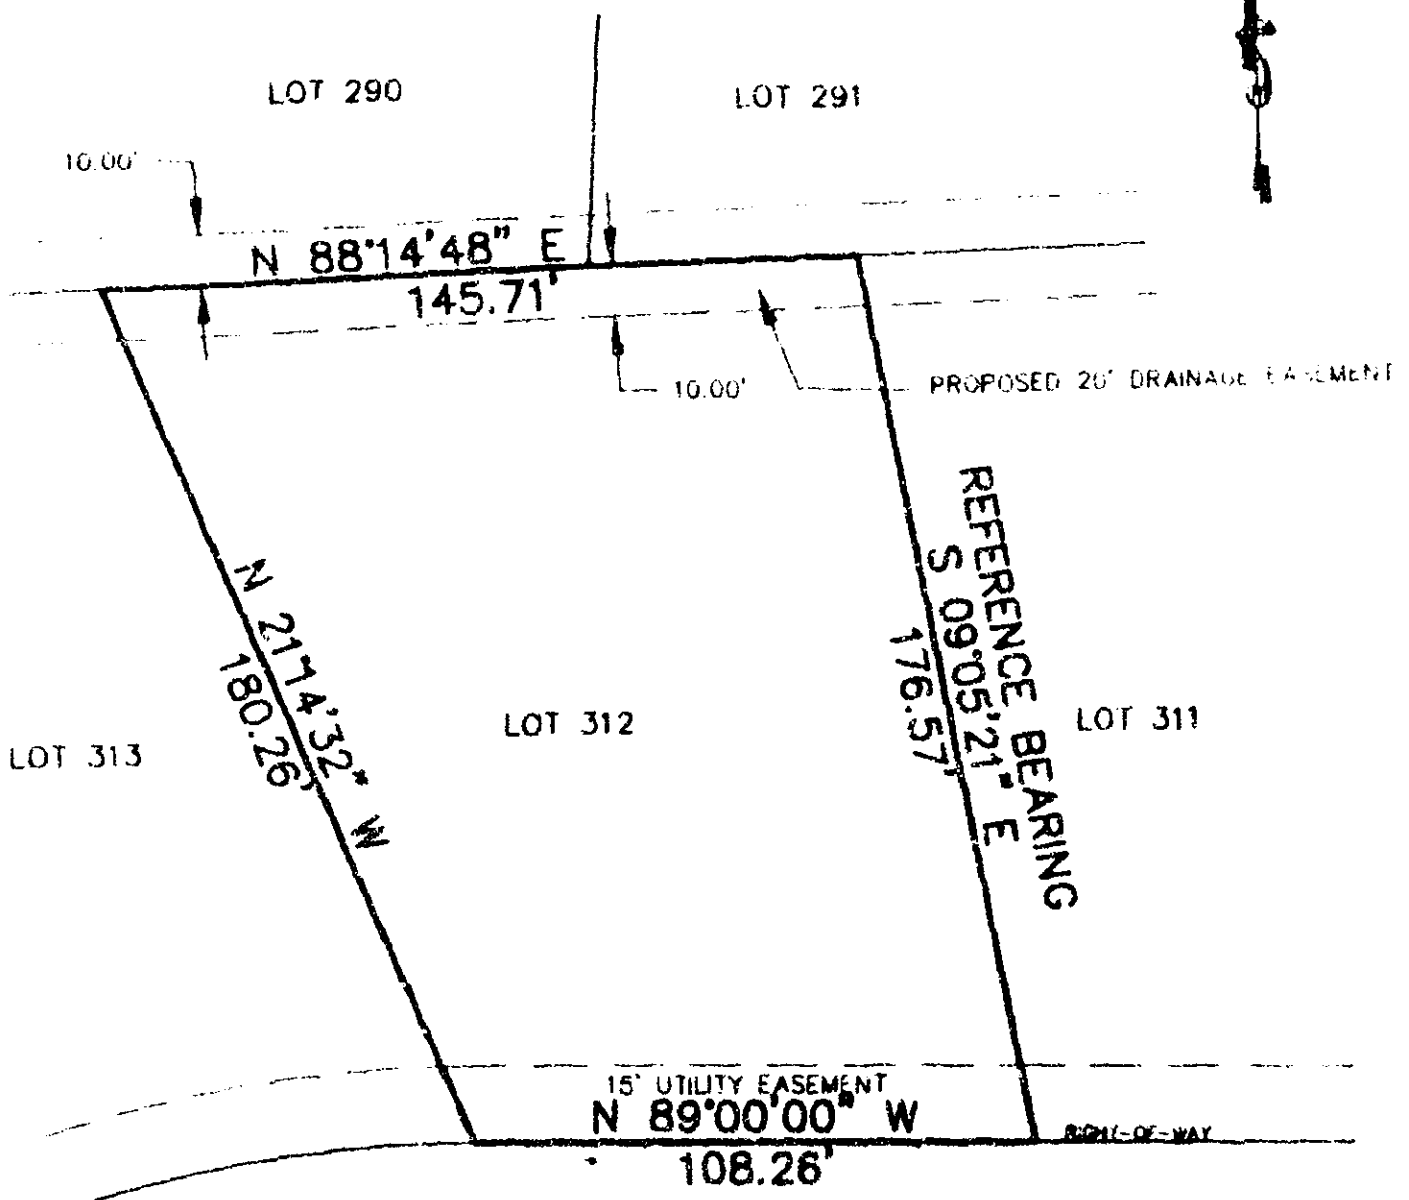 LOT 290
LOT 291
10.00'
N 88°14'48" E
145.71'
10.00'
PROPOSED 20' DRAINAGE EASEMENT
REFERENCE BEARING
S 09°05'21" E
176.57'
N 21°14'32" W
180.26'
LOT 312
LOT 311
LOT 313
15' UTILITY EASEMENT
N 89°00'00" W
RIGHT-OF-WAY
108.26'